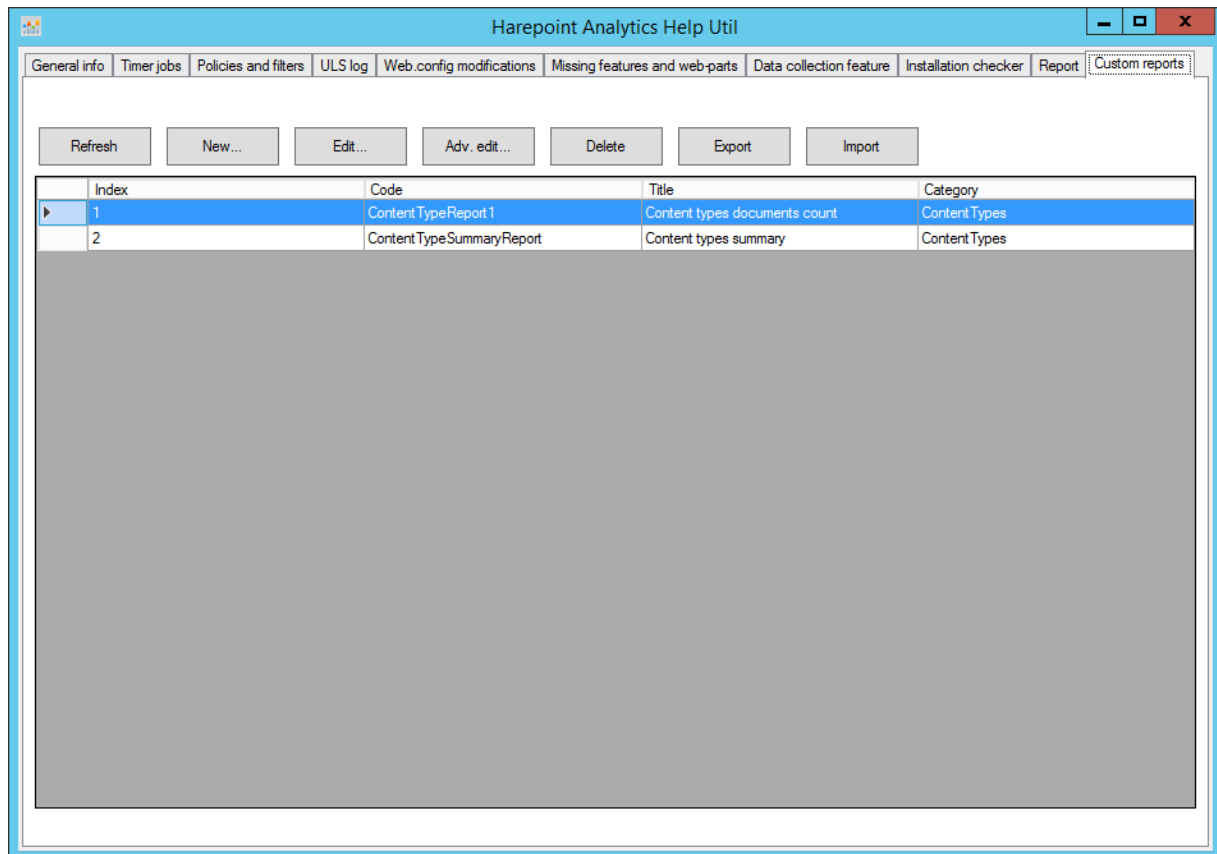 Harepoint Analytics Help Util
General info Timer jobs Policies and filters ULS log Web.config modifications Missing features and web-parts Data collection feature Installation checker Report Custom reports
Refresh New... Edit... Adv. edit... Delete Export Import
Index Code Title Category
1 ContentTypeReport1 Content types documents count ContentTypes
2 ContentTypeSummaryReport Content types summary ContentTypes